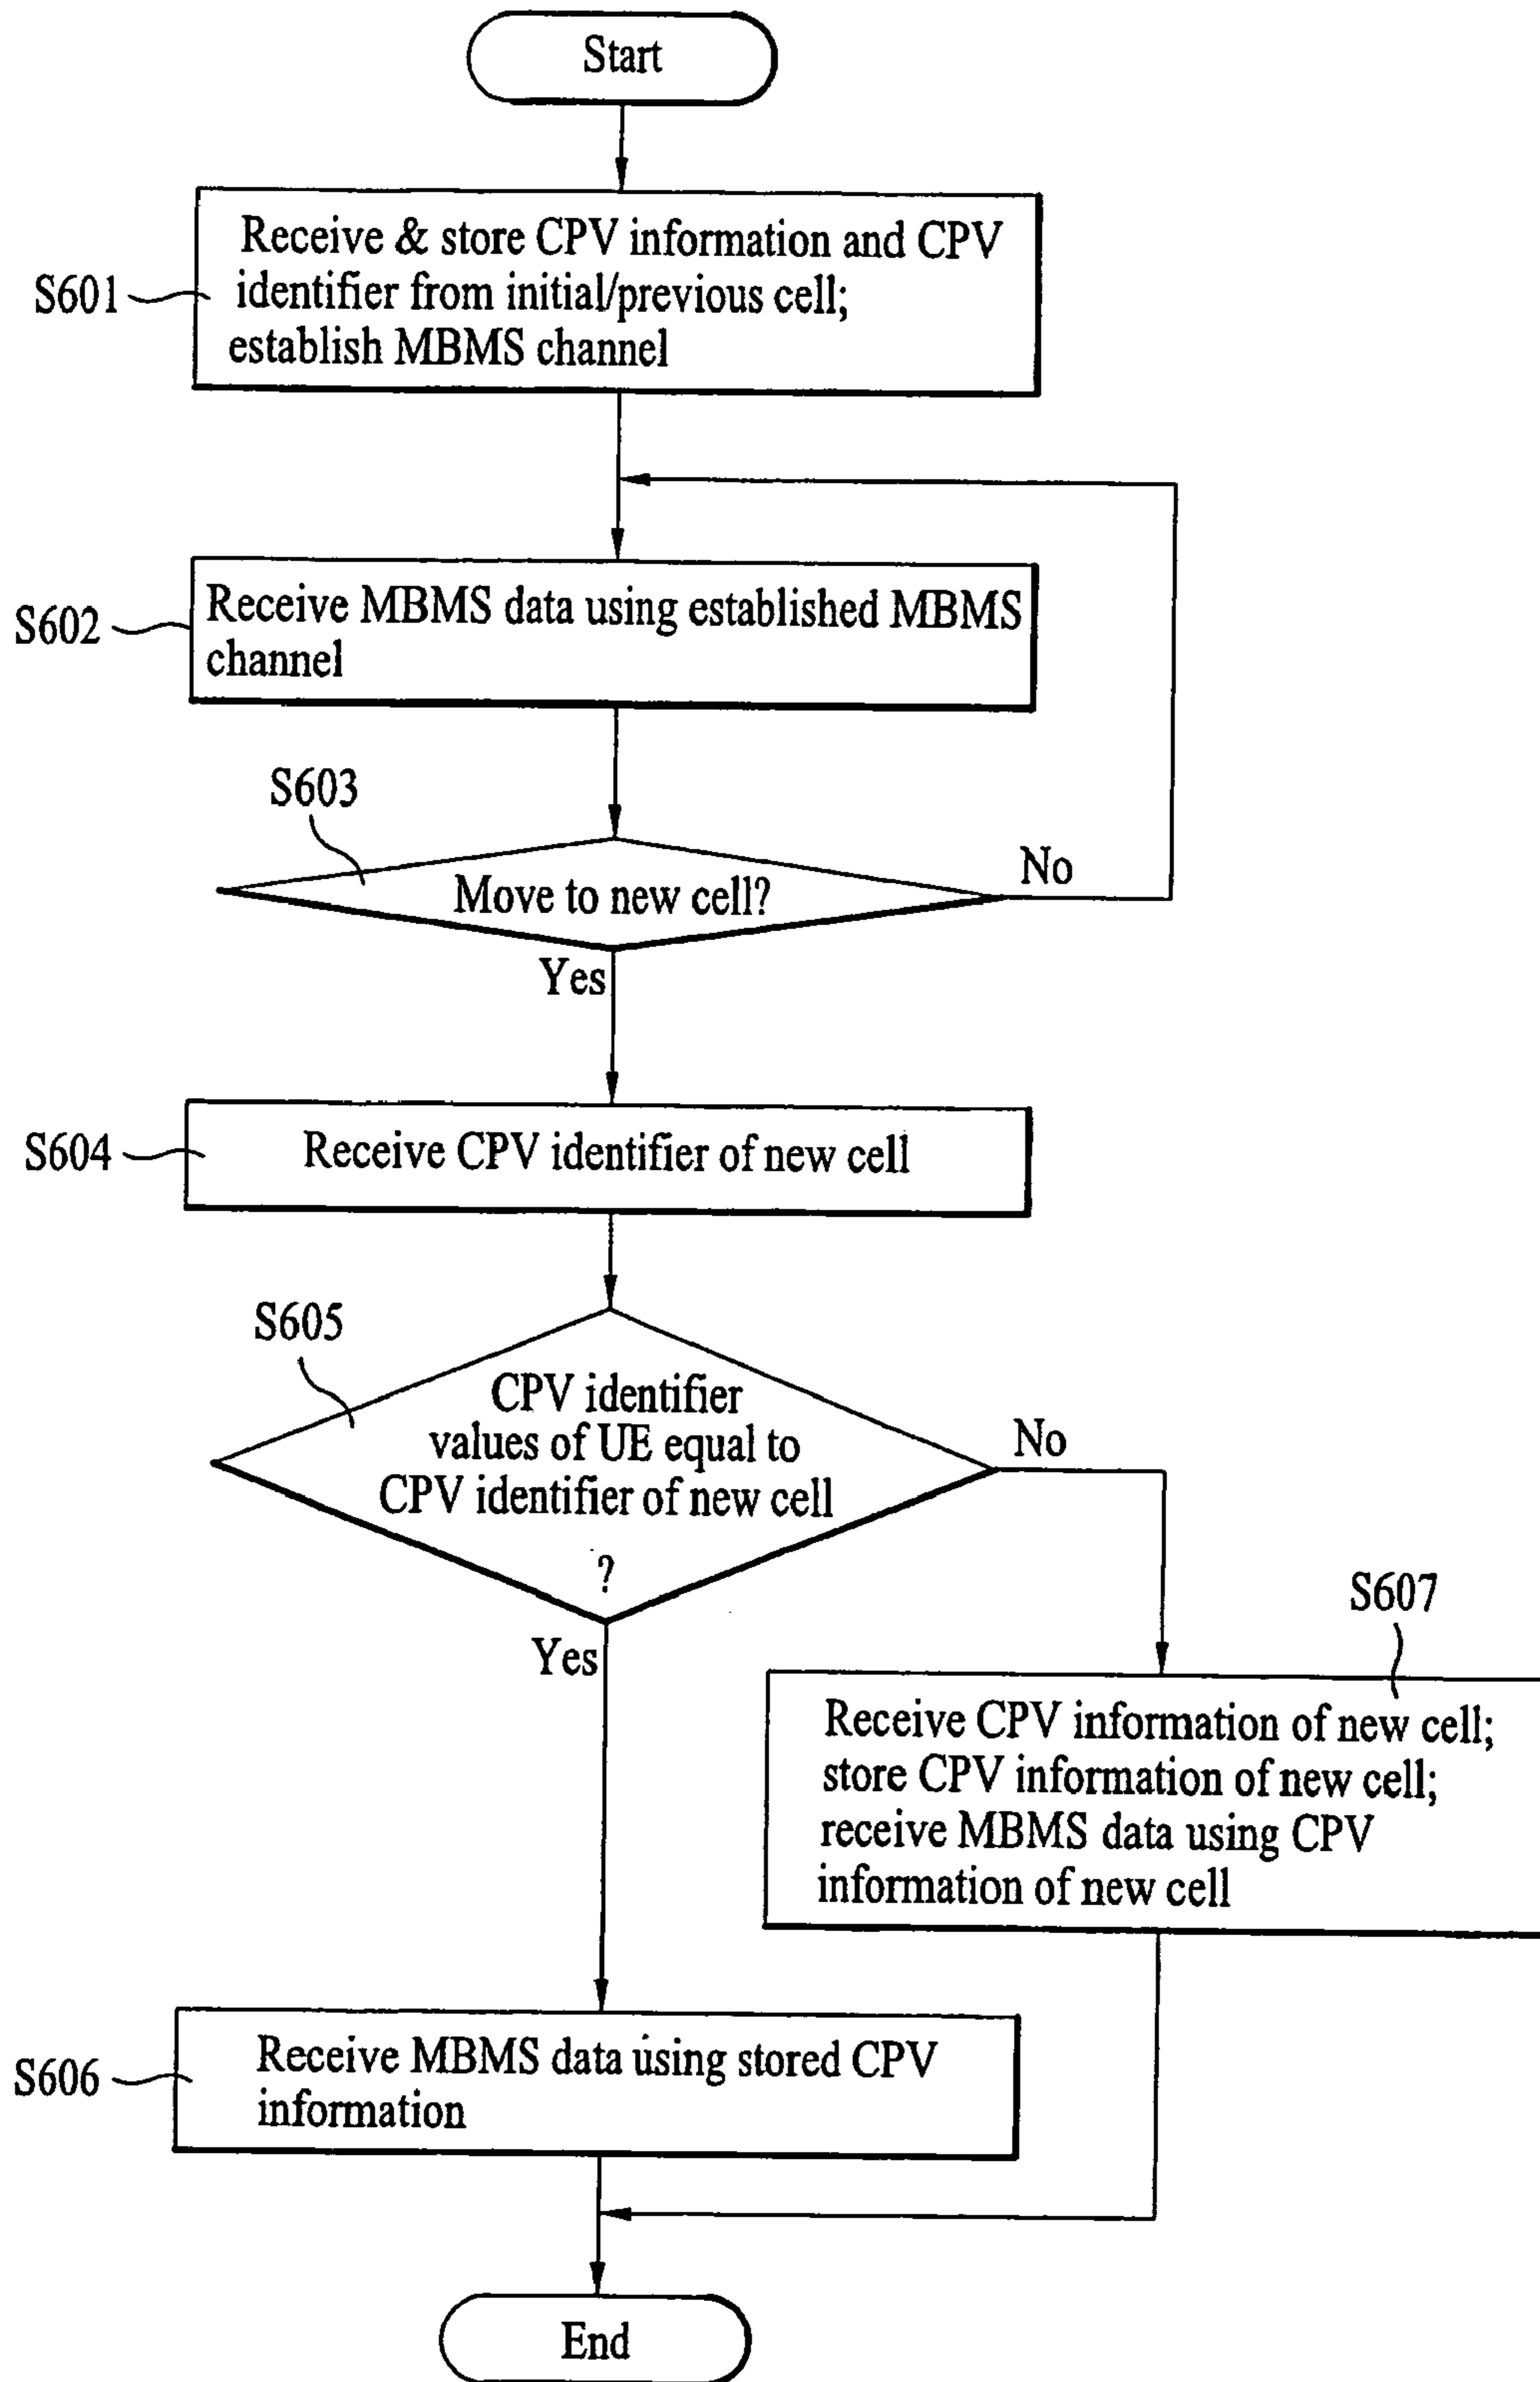 Start
Receive & store CPV information and CPV
identifier from initial/previous cell;
establish MBMS channel
S601
Receive MBMS data using established MBMS
channel
S602
S603
Move to new cell?
No
Yes
S604
Receive CPV identifier of new cell
S605
CPV identifier
values of UE equal to
CPV identifier of new cell
?
No
Yes
S607
Receive CPV information of new cell;
store CPV information of new cell;
receive MBMS data using CPV
information of new cell
S606
Receive MBMS data using stored CPV
information
End